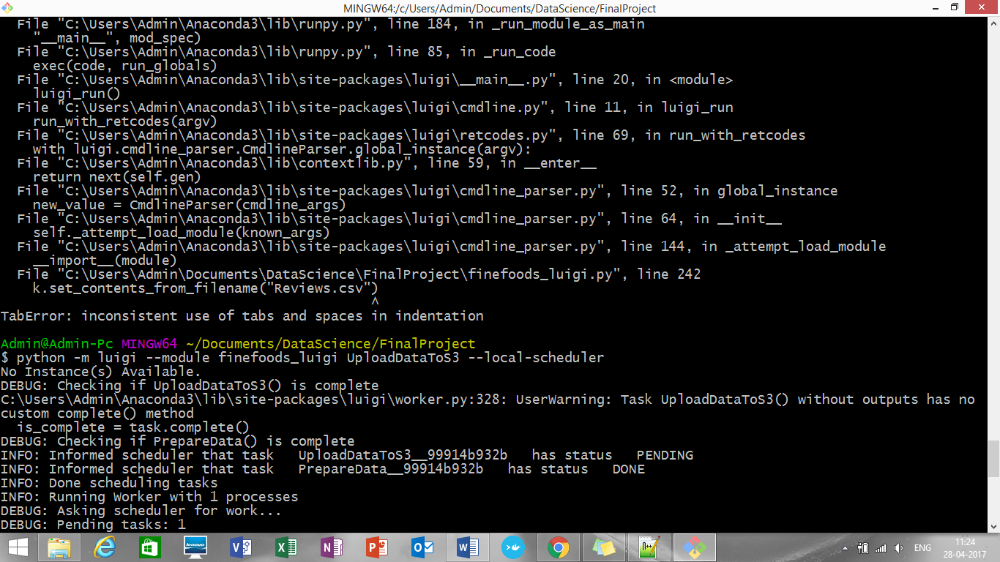 MINGW64:/c/Users/Admin/Documents/DataScience/FinalProject
File "C:\Users\Admin\Anaconda3\lib\runpy.py", line 184, in _run_module_as_main
"__main__", mod_spec)
File "C:\Users\Admin\Anaconda3\lib\runpy.py", line 85, in _run_code
exec(code, run_globals)
File "C:\Users\Admin\Anaconda3\lib\site-packages\luigi\__main__.py", line 20, in <module>
luigi_run()
File "C:\Users\Admin\Anaconda3\lib\site-packages\luigi\cmdline.py", line 11, in luigi_run
run_with_retcodes(argv)
File "C:\Users\Admin\Anaconda3\lib\site-packages\luigi\retcodes.py", line 69, in run_with_retcodes
with luigi.cmdline_parser.CmdlineParser.global_instance(argv):
File "C:\Users\Admin\Anaconda3\lib\contextlib.py", line 59, in __enter__
return next(self.gen)
File "C:\Users\Admin\Anaconda3\lib\site-packages\luigi\cmdline_parser.py", line 52, in global_instance
new_value = CmdlineParser(cmdline_args)
File "C:\Users\Admin\Anaconda3\lib\site-packages\luigi\cmdline_parser.py", line 64, in __init__
self._attempt_load_module(known_args)
File "C:\Users\Admin\Anaconda3\lib\site-packages\luigi\cmdline_parser.py", line 144, in _attempt_load_module
__import__(module)
File "C:\Users\Admin\Documents\DataScience\FinalProject\finefoods_luigi.py", line 242
k.set_contents_from_filename("Reviews.csv")
^
TabError: inconsistent use of tabs and spaces in indentation
Admin@Admin-Pc MINGW64 ~/Documents/DataScience/FinalProject
$ python -m luigi --module finefoods_luigi UploadDataToS3 --local-scheduler
No Instance(s) Available.
DEBUG: Checking if UploadDataToS3() is complete
C:\Users\Admin\Anaconda3\lib\site-packages\luigi\worker.py:328: UserWarning: Task UploadDataToS3() without outputs has no
custom complete() method
is_complete = task.complete()
DEBUG: Checking if PrepareData() is complete
INFO: Informed scheduler that task UploadDataToS3__99914b932b has status PENDING
INFO: Informed scheduler that task PrepareData__99914b932b has status DONE
INFO: Done scheduling tasks
INFO: Running Worker with 1 processes
DEBUG: Asking scheduler for work...
DEBUG: Pending tasks: 1
lenovo
ENG
11:24
28-04-2017